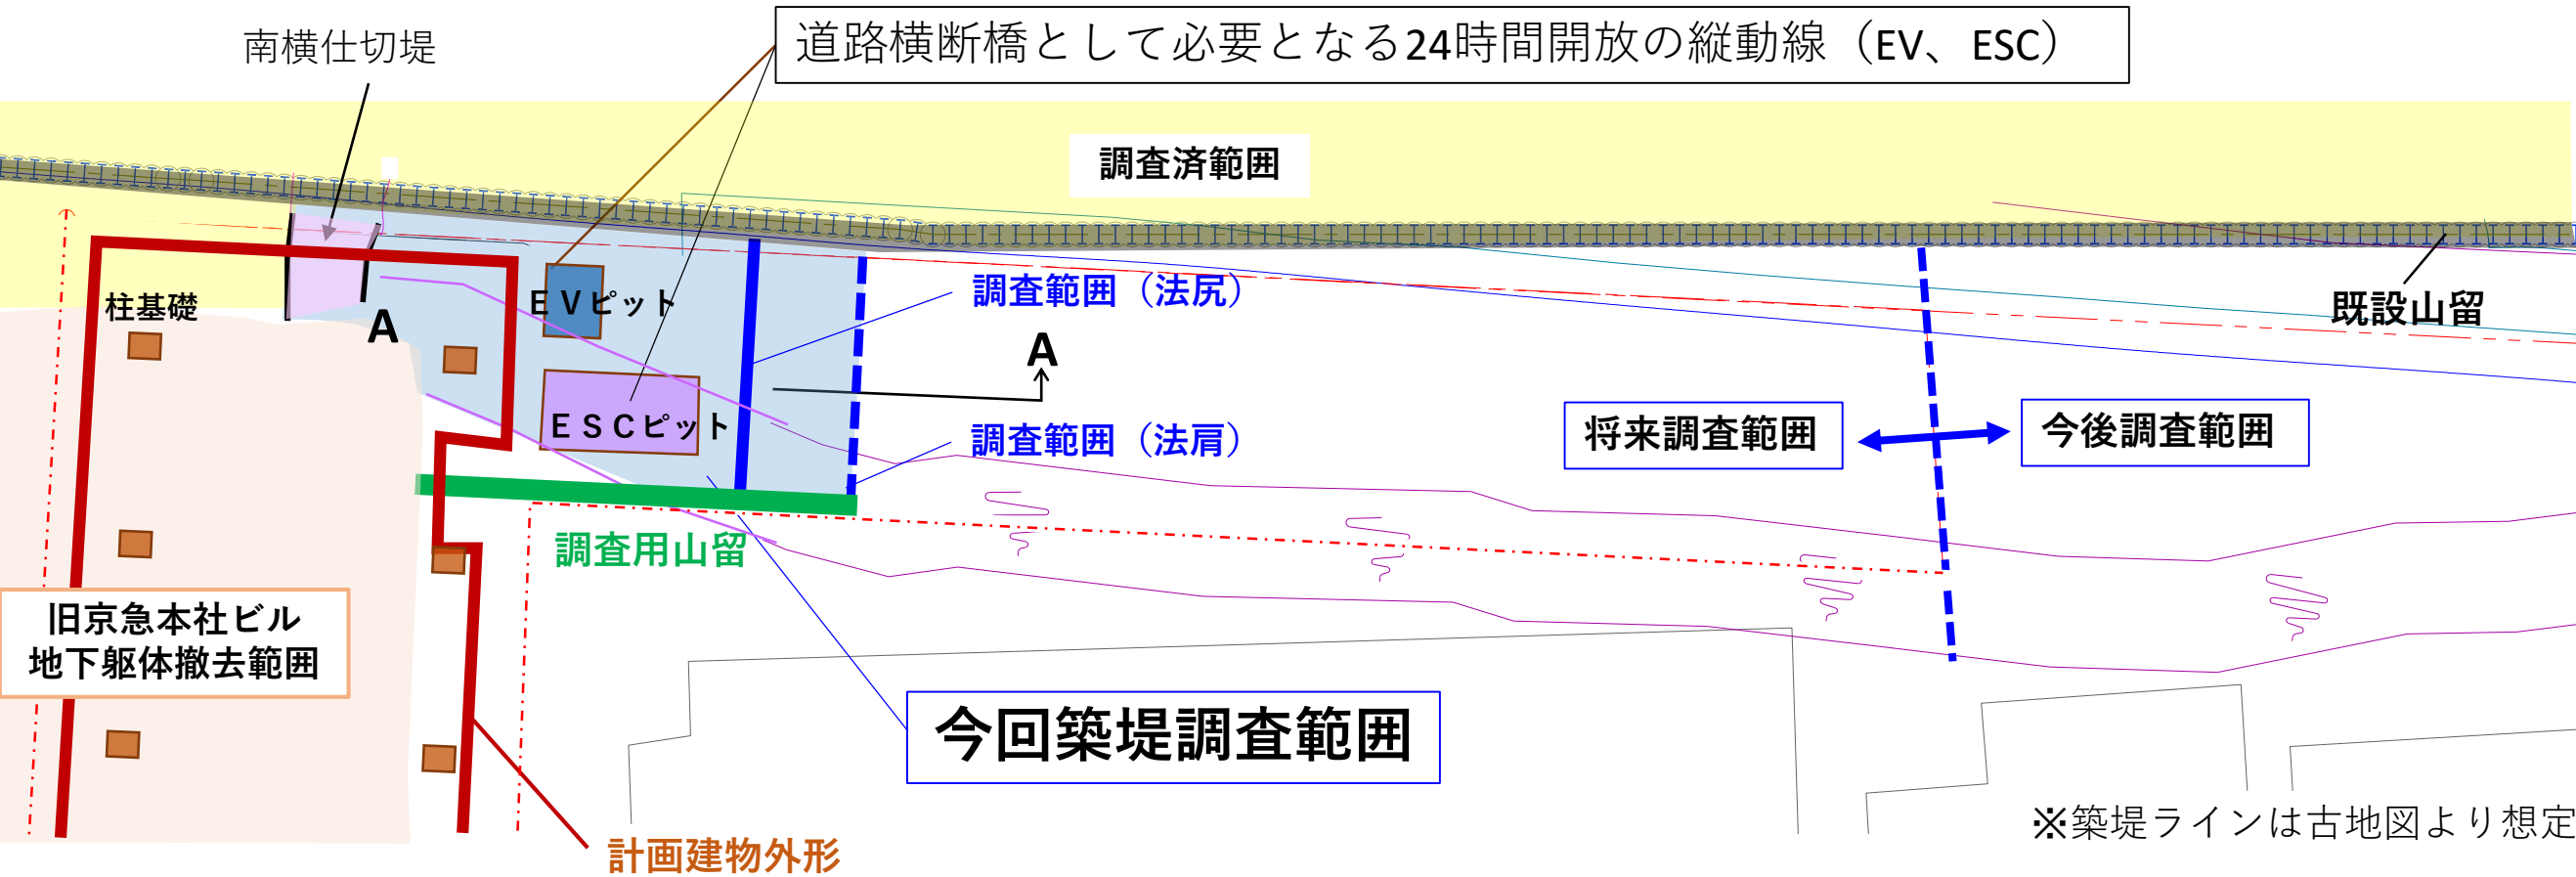 道路横断橋として必要となる24時間開放の縦動線（EV、ESC）
南横仕切堤
調査済範囲
調査範囲（法尻）
EVピット
既設山留
柱基礎
A
A
将来調査範囲
今後調査範囲
ESCピット
調査範囲（法肩）
調査用山留
旧京急本社ビル
地下躯体撤去範囲
今回築堤調査範囲
※築堤ラインは古地図より想定
計画建物外形